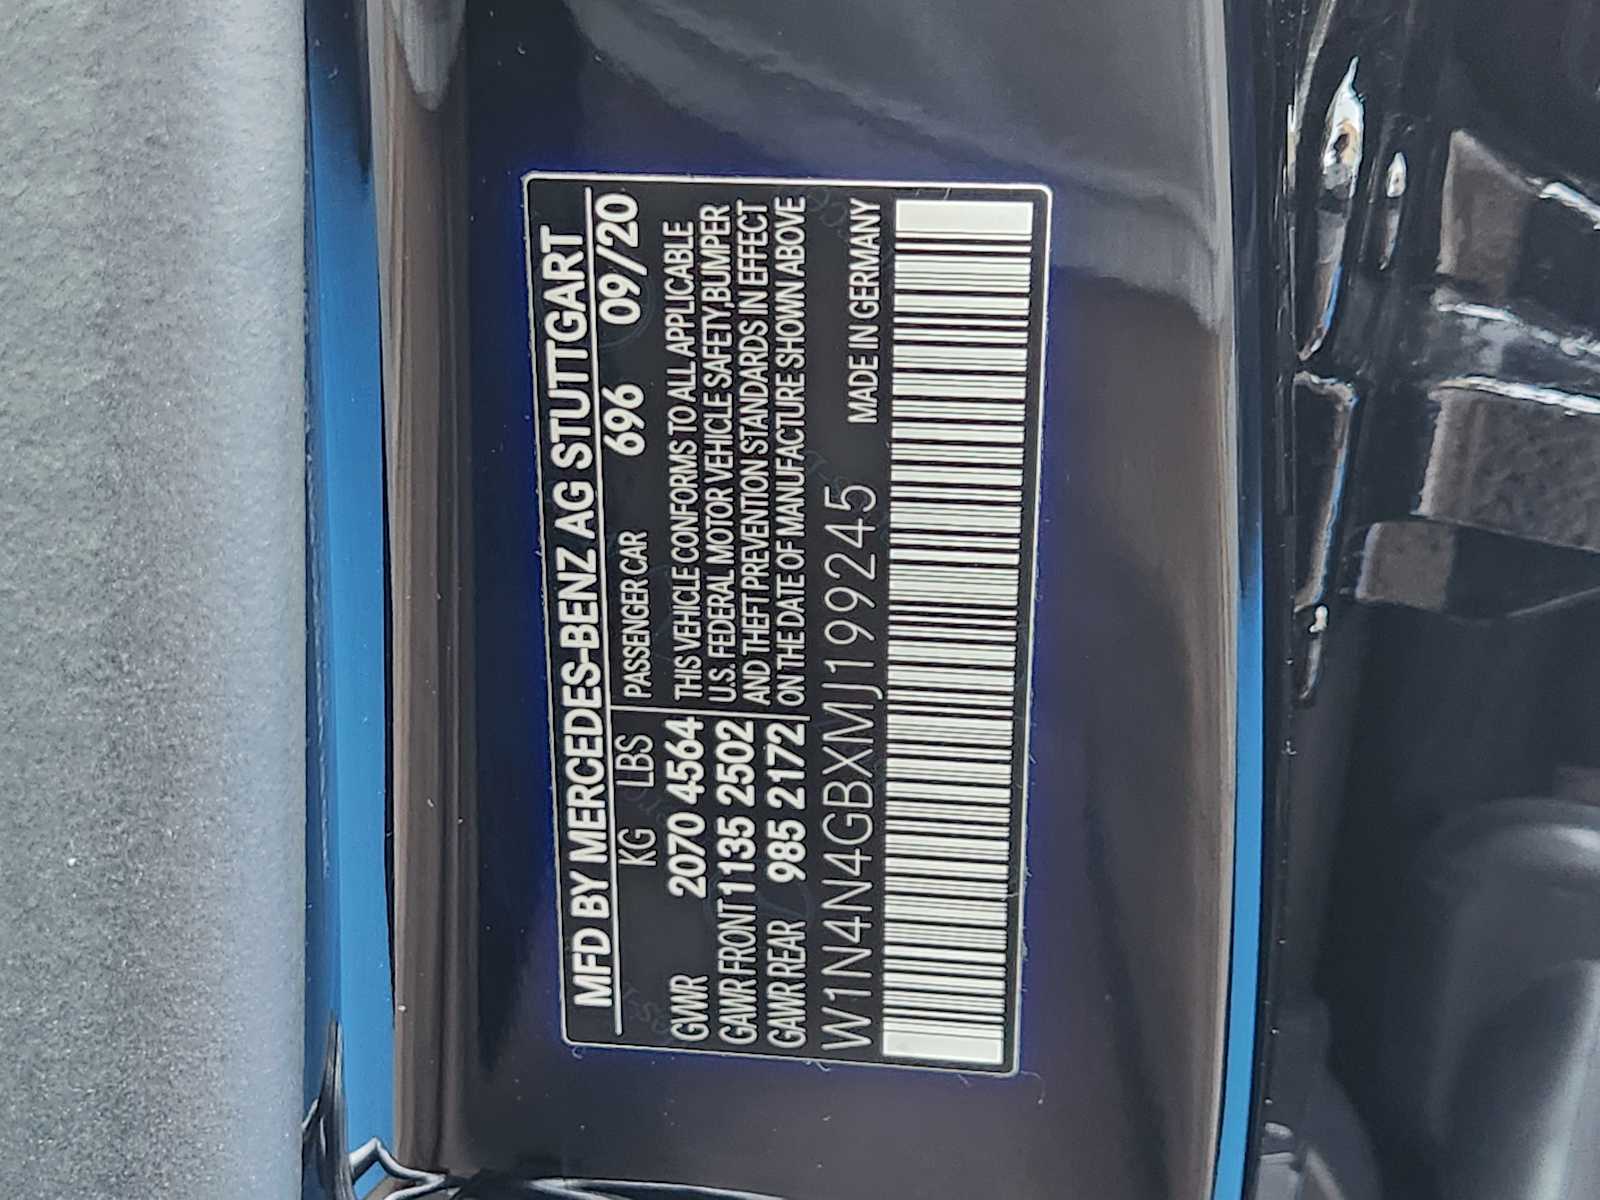 MFD BY MERCEDES-BENZ AG STUTTGART
KG LBS PASSENGER CAR 696 09/20
GWR 2070 4564 THIS VEHICLE CONFORMS TO ALL APPLICABLE
GAWR FRONT 1135 2502 U.S. FEDERAL MOTOR VEHICLE SAFETY,BUMPER
GAWR REAR 985 2172 AND THEFT PREVENTION STANDARDS IN EFFECT
ON THE DATE OF MANUFACTURE SHOWN ABOVE
W1N4N4GBXMJ199245 MADE IN GERMANY